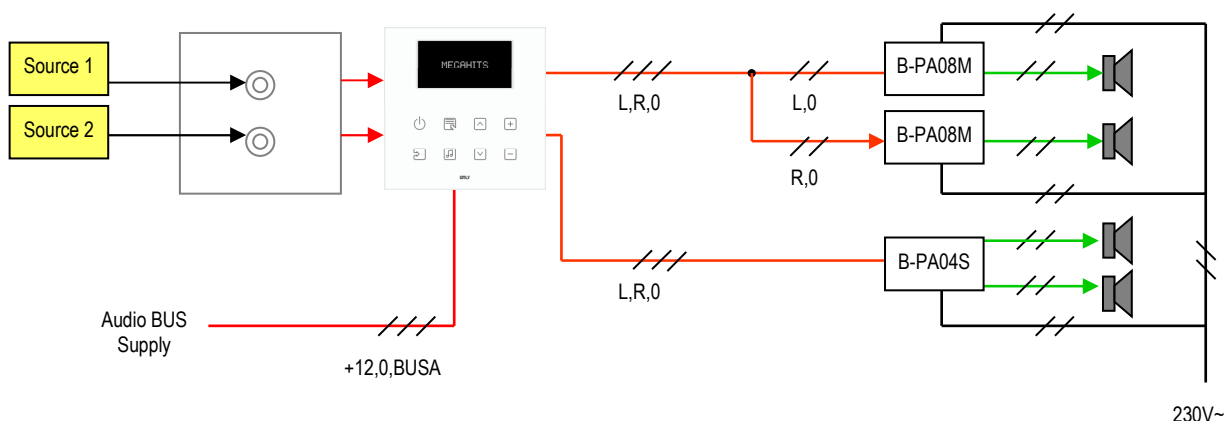 Source 1
Source 2
MEGAHITS
L,R,0
L,0
R,0
B-PA08M
B-PA08M
B-PA04S
L,R,0
Audio BUS
Supply
+12,0,BUSA
230V~